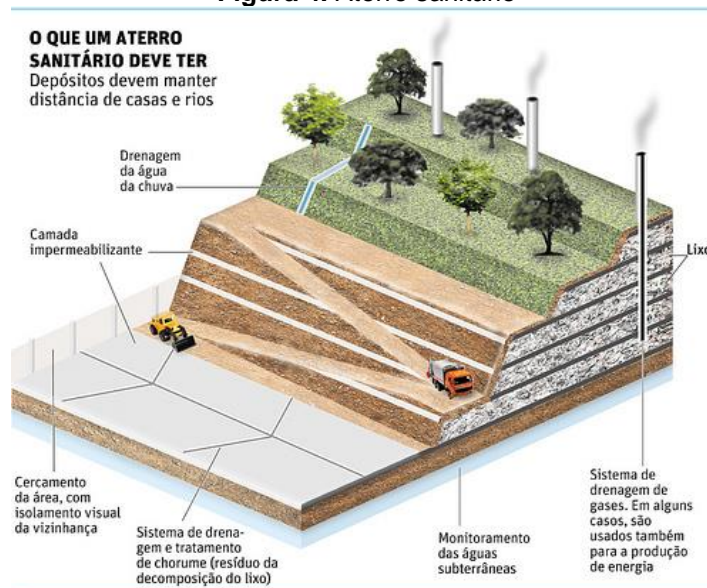 O QUE UM ATERRO
SANITÁRIO DEVE TER
Depósitos devem manter
distância de casas e rios
Drenagem
da água
da chuva
Camada
impermeabilizante
Lixo
Cercamento
da área, com
isolamento visual
da vizinhança
Sistema de drena-
gem e tratamento
de chorume (resíduo da
decomposição do lixo)
Monitoramento
das águas
subterrâneas
Sistema de
drenagem de
gases. Em alguns
casos, são
usados também
para a produção
de energia